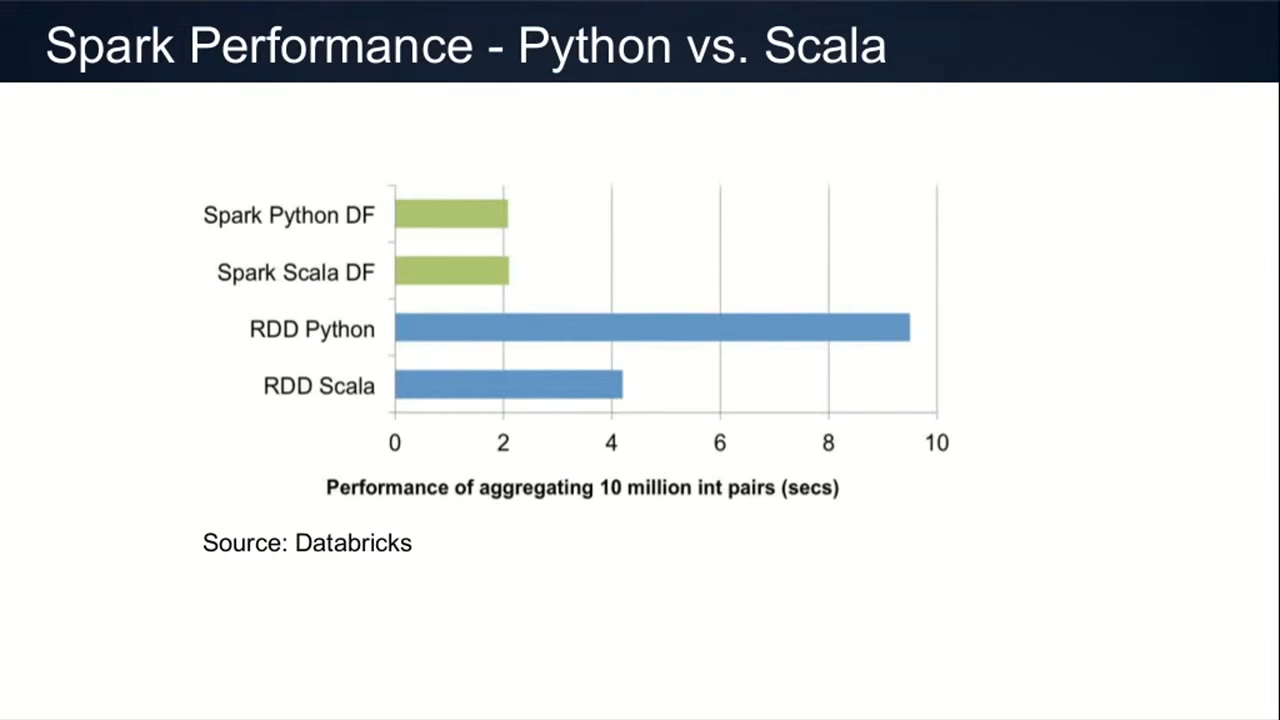 Spark Performance - Python vs. Scala
Spark Python DF
Spark Scala DF
RDD Python
RDD Scala
0 2 4 6 8 10
Performance of aggregating 10 million int pairs (secs)
Source: Databricks